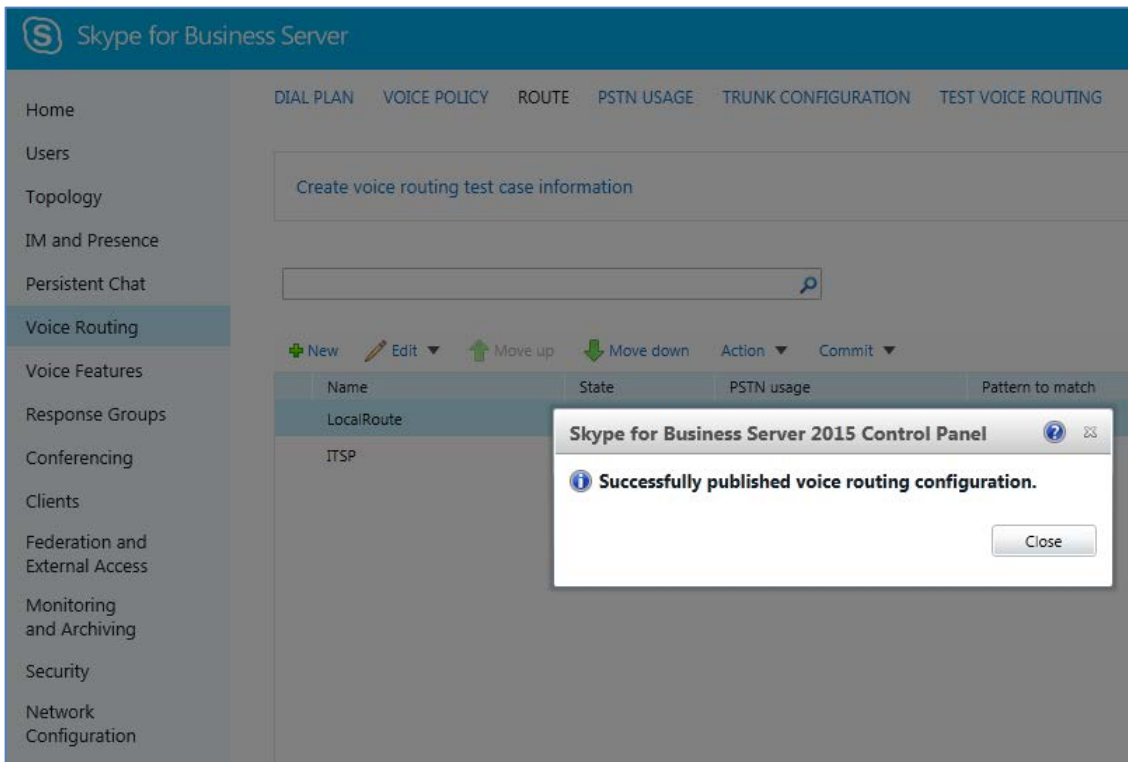 Skype for Business Server
Home
Users
Topology
IM and Presence
Persistent Chat
Voice Routing
Voice Features
Response Groups
Conferencing
Clients
Federation and
External Access
Monitoring
and Archiving
Security
Network
Configuration
DIAL PLAN VOICE POLICY ROUTE PSTN USAGE TRUNK CONFIGURATION TEST VOICE ROUTING
Create voice routing test case information
New Edit Move up Move down Action Commit
Name State PSTN usage Pattern to match
LocalRoute
ITSP
Skype for Business Server 2015 Control Panel
Successfully published voice routing configuration.
Close